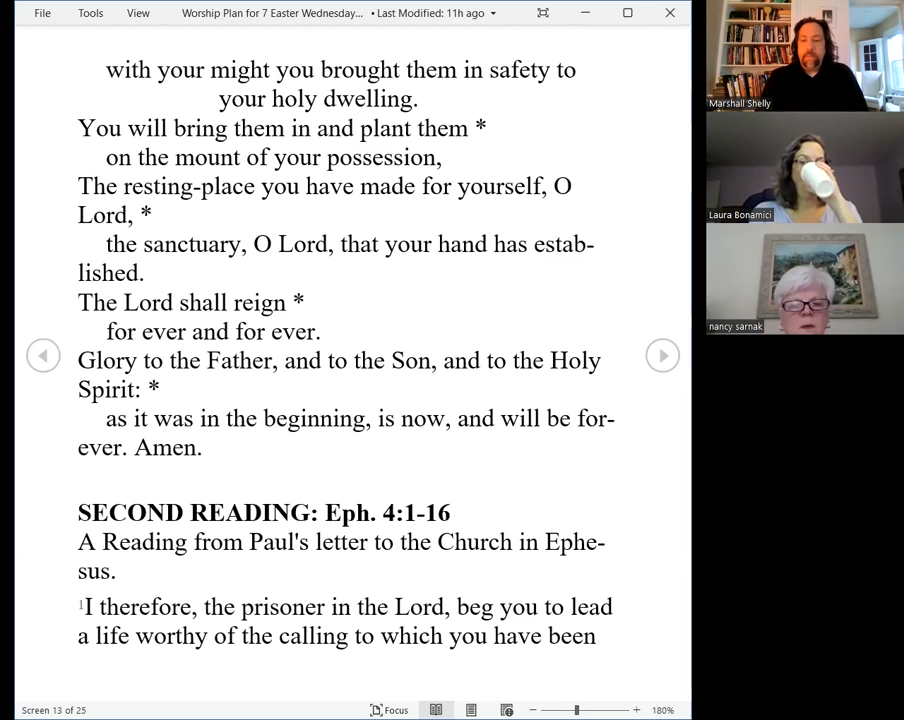 File Tools View Worship Plan for 7 Easter Wednesday... • Last Modified: 11h ago
with your might you brought them in safety to
your holy dwelling.
You will bring them in and plant them *
on the mount of your possession,
The resting-place you have made for yourself, O
Lord, *
the sanctuary, O Lord, that your hand has estab-
lished.
The Lord shall reign *
for ever and for ever.
Glory to the Father, and to the Son, and to the Holy
Spirit: *
as it was in the beginning, is now, and will be for-
ever. Amen.
SECOND READING: Eph. 4:1-16
A Reading from Paul's letter to the Church in Ephe-
sus.
1I therefore, the prisoner in the Lord, beg you to lead
a life worthy of the calling to which you have been
Screen 13 of 25 Focus 180%
Marshall Shelly
Laura Bonamici
nancy sarnak